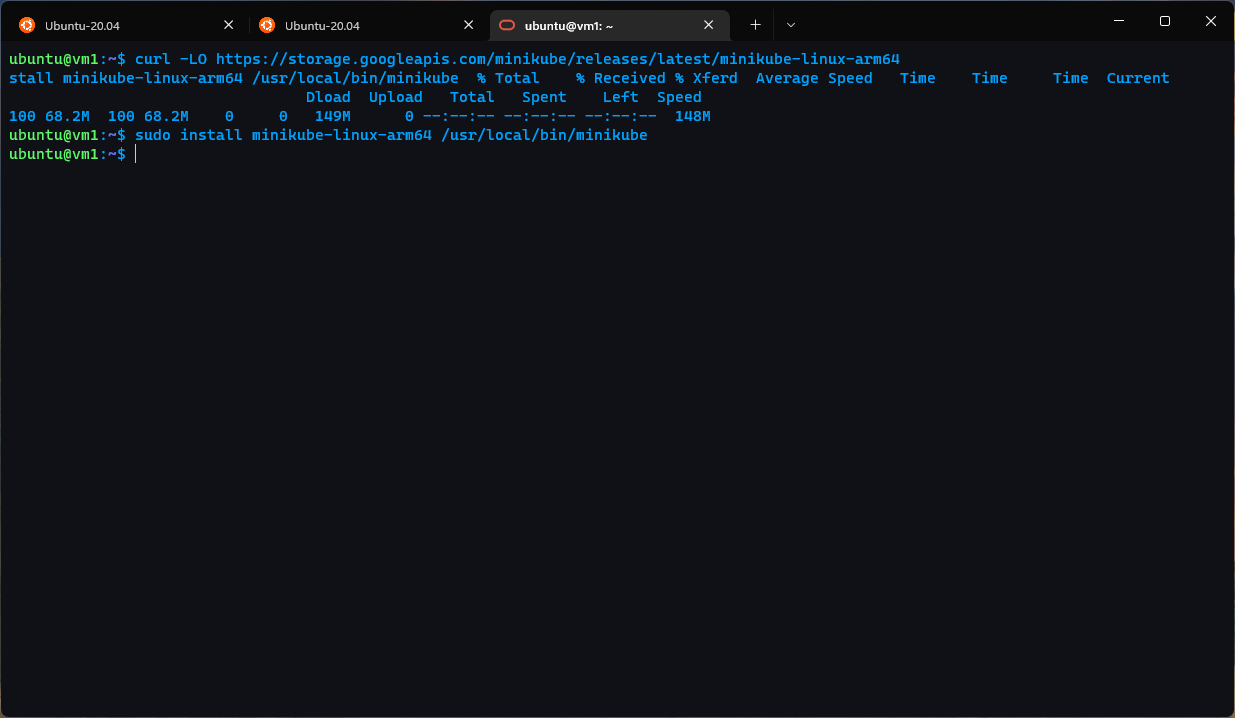 Ubuntu-20.04
Ubuntu-20.04
ubuntu@vm1: ~
ubuntu@vm1:~$ curl -LO https://storage.googleapis.com/minikube/releases/latest/minikube-linux-arm64
stall minikube-linux-arm64 /usr/local/bin/minikube  % Total    % Received % Xferd  Average Speed   Time    Time     Time  Current
                                 Dload  Upload   Total   Spent    Left  Speed
100 68.2M  100 68.2M    0     0   149M      0 --:--:-- --:--:-- --:--:--  148M
ubuntu@vm1:~$ sudo install minikube-linux-arm64 /usr/local/bin/minikube
ubuntu@vm1:~$